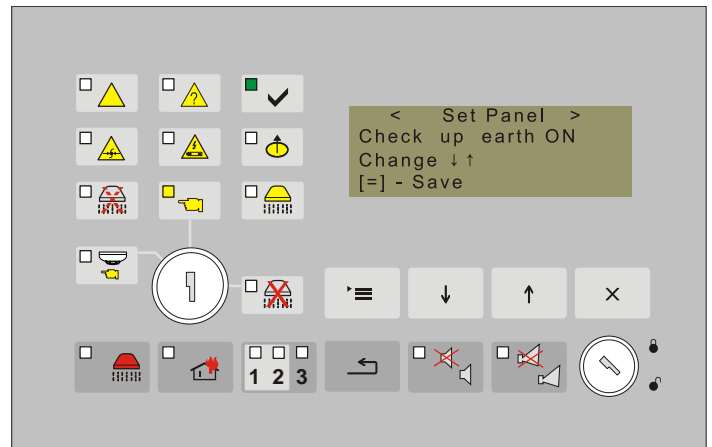 ?
< Set Panel >
Check up earth ON
Change ↓↑
[=] - Save
1 2 3